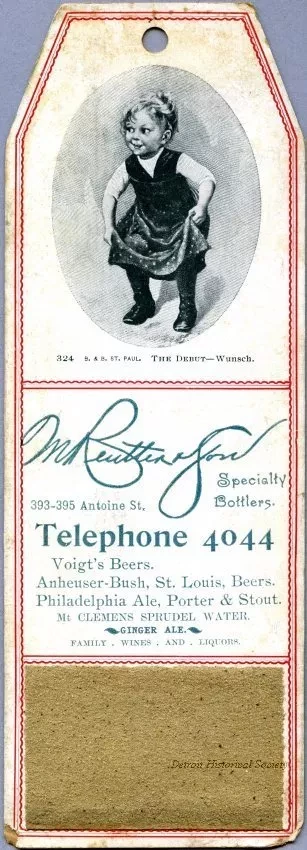 324 B. & B. ST. PAUL. THE DEBUT—Wunsch.
M Reuttier & Son
Specialty
Bottlers.
393-395 Antoine St.
Telephone 4044
Voigt's Beers.
Anheuser-Bush, St. Louis, Beers.
Philadelphia Ale, Porter & Stout.
Mt CLEMENS SPRUDEL WATER.
GINGER ALE.
FAMILY . WINES . AND . LIQUORS.
Detroit Historical Society